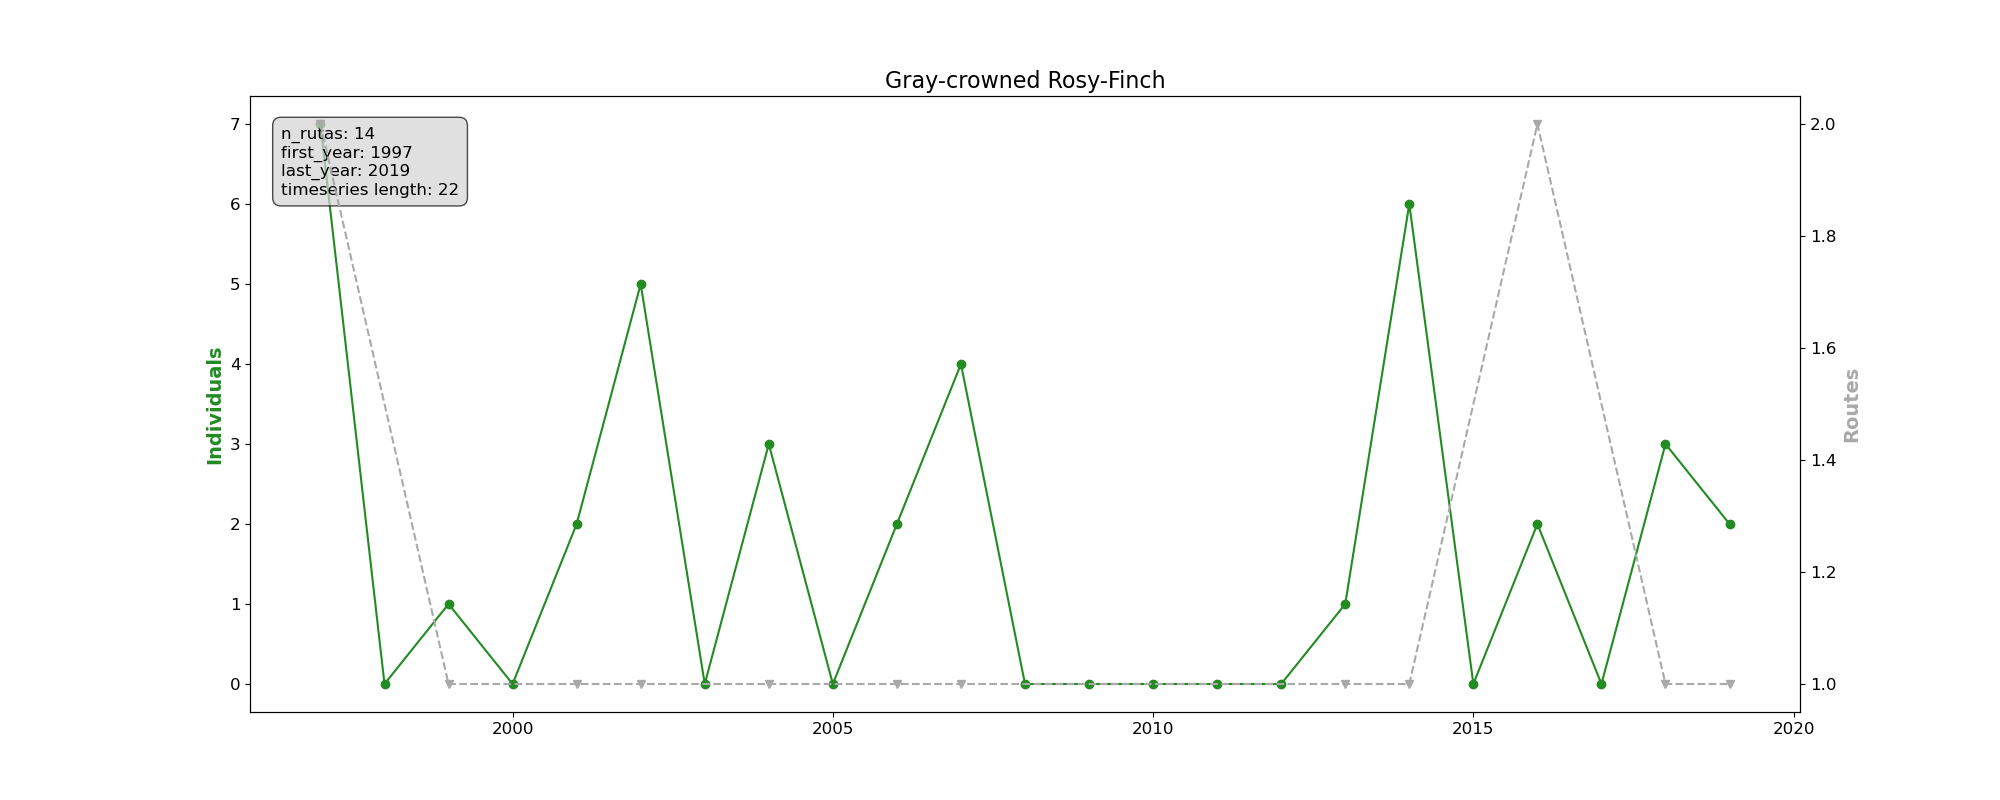 Gray-crowned Rosy-Finch
n_rutas: 14
first_year: 1997
last_year: 2019
timeseries length: 22
Individuals
7
6
5
4
3
2
1
0
2.0
1.8
1.6
1.4
1.2
1.0
Routes
2000
2005
2010
2015
2020